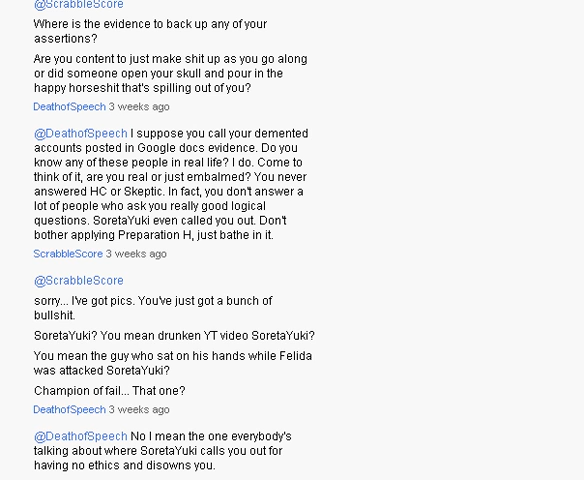 @ScrabbleScore
Where is the evidence to back up any of your
assertions?
Are you content to just make shit up as you go along
or did someone open your skull and pour in the
happy horseshit that's spilling out of you?
DeathofSpeech 3 weeks ago
@DeathofSpeech I suppose you call your demented
accounts posted in Google docs evidence. Do you
know any of these people in real life? I do. Come to
think of it, are you real or just embalmed? You never
answered HC or Skeptic. In fact, you don't answer a
lot of people who ask you really good logical
questions. SoretaYuki even called you out. Don't
bother applying Preparation H, just bathe in it.
ScrabbleScore 3 weeks ago
@ScrabbleScore
sorry... I've got pics. You've just got a bunch of
bullshit.
SoretaYuki? You mean drunken YT video SoretaYuki?
You mean the guy who sat on his hands while Felida
was attacked SoretaYuki?
Champion of fail... That one?
DeathofSpeech 3 weeks ago
@DeathofSpeech No I mean the one everybody's
talking about where SoretaYuki calls you out for
having no ethics and disowns you.